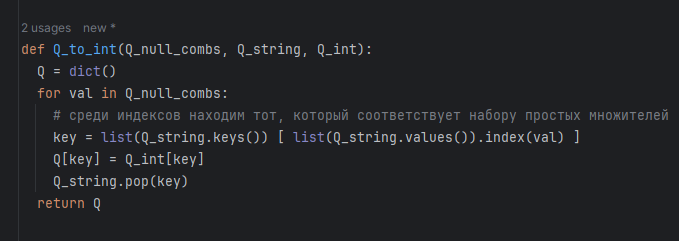 2 usages   new *
def Q_to_int(Q_null_combs, Q_string, Q_int):
  Q = dict()
  for val in Q_null_combs:
    # среди индексов находим тот, который соответствует набору простых множителей
    key = list(Q_string.keys()) [ list(Q_string.values()).index(val) ]
    Q[key] = Q_int[key]
    Q_string.pop(key)
  return Q